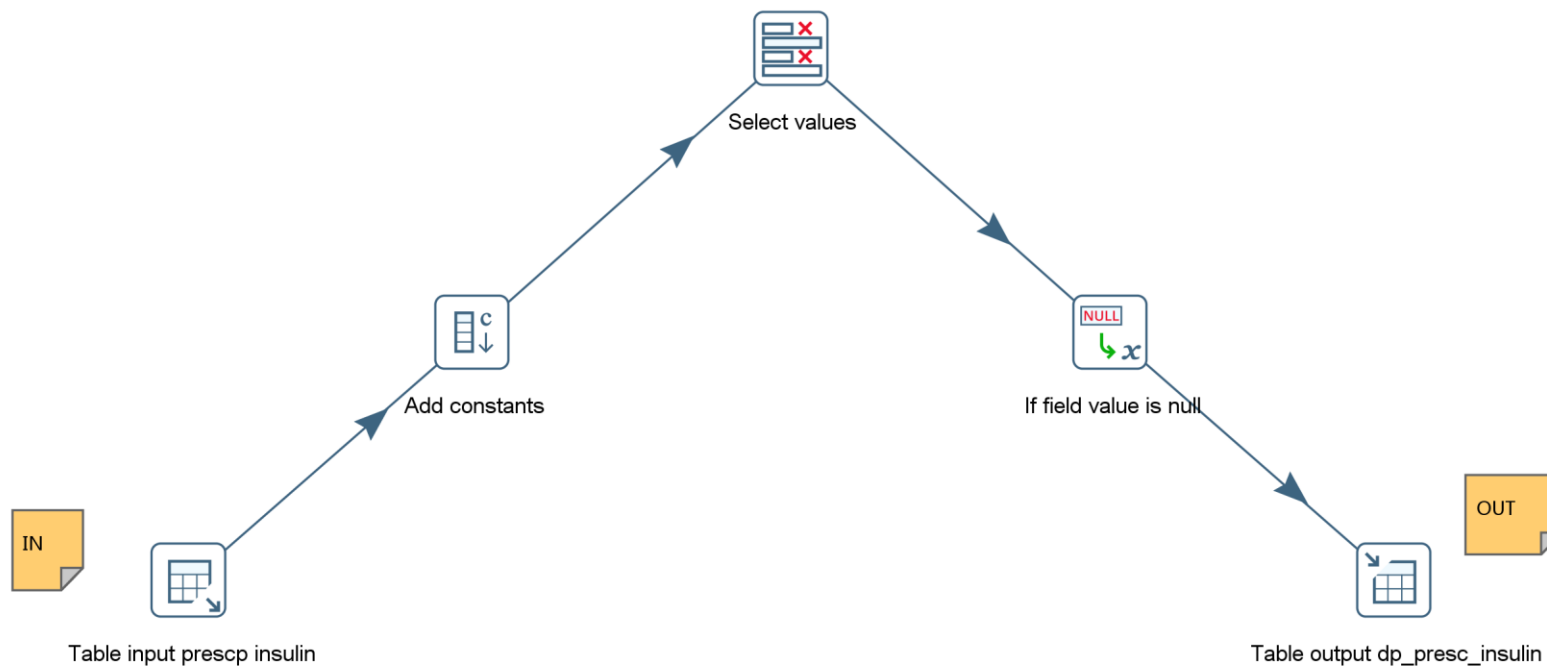 Select values
c
NULL
x
Add constants
If field value is null
IN
OUT
Table input prescp insulin
Table output dp_presc_insulin